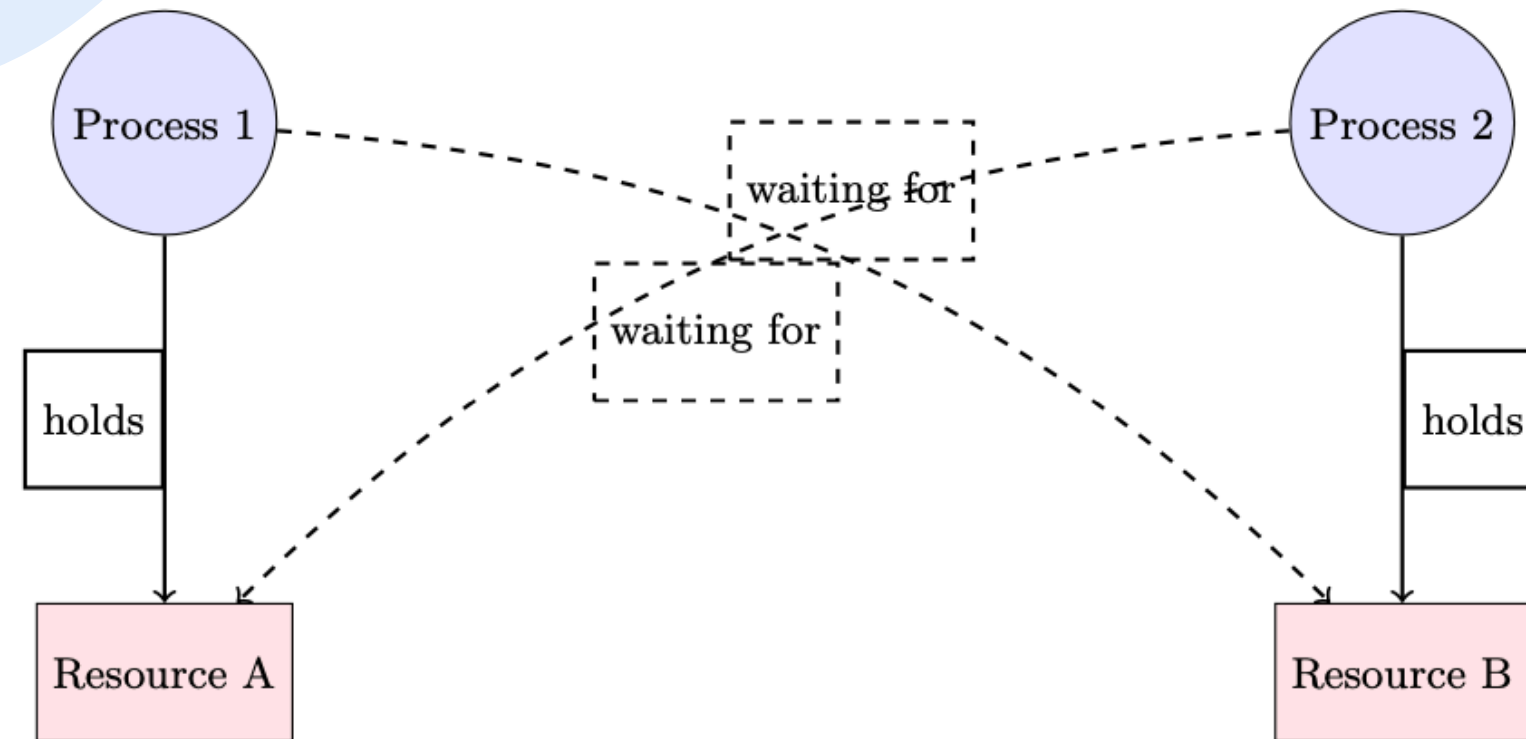 Process 1
Process 2
waiting for
waiting for
holds
holds
Resource A
Resource B